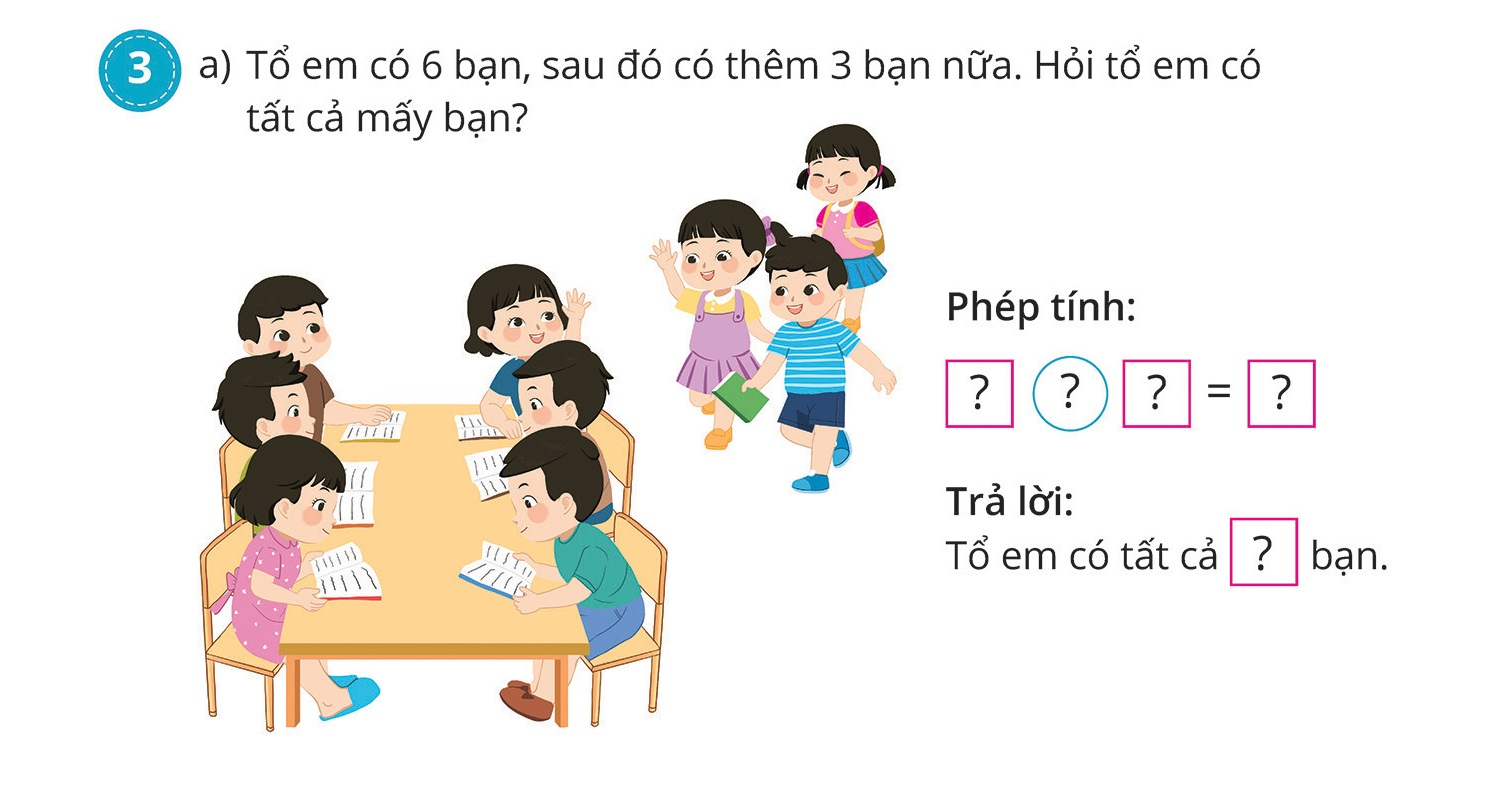 3 a) Tổ em có 6 bạn, sau đó có thêm 3 bạn nữa. Hỏi tổ em có
tất cả mấy bạn?
Phép tính:
? ? ? = ?
Trả lời:
Tổ em có tất cả ? bạn.